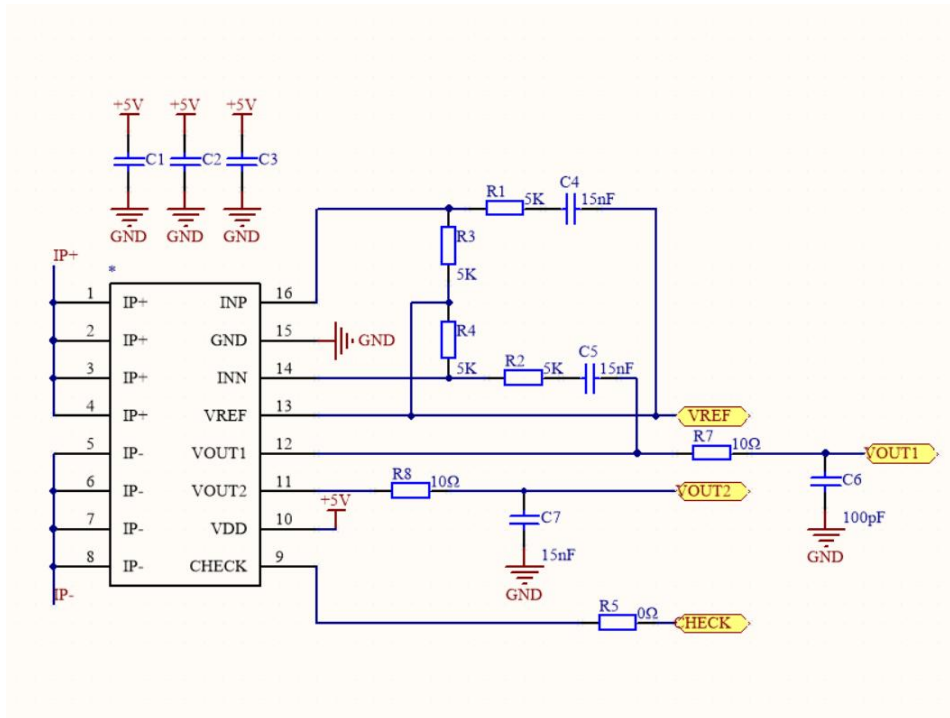 +5V +5V +5V
C1 C2 C3
GND GND GND
R1 5K C4 15nF
R3
5K
R4
5K
R2 5K C5 15nF
IP+
*
1 IP+ INP 16
2 IP+ GND 15 GND
3 IP+ INN 14
4 IP+ VREF 13 VREF
5 IP- VOUT1 12 R7 10Ω VOUT1
6 IP- VOUT2 11 R8 10Ω VOUT2
7 IP- VDD 10 +5V
8 IP- CHECK 9
IP-
C6
100pF
GND
C7
15nF
GND
R5 0Ω CHECK